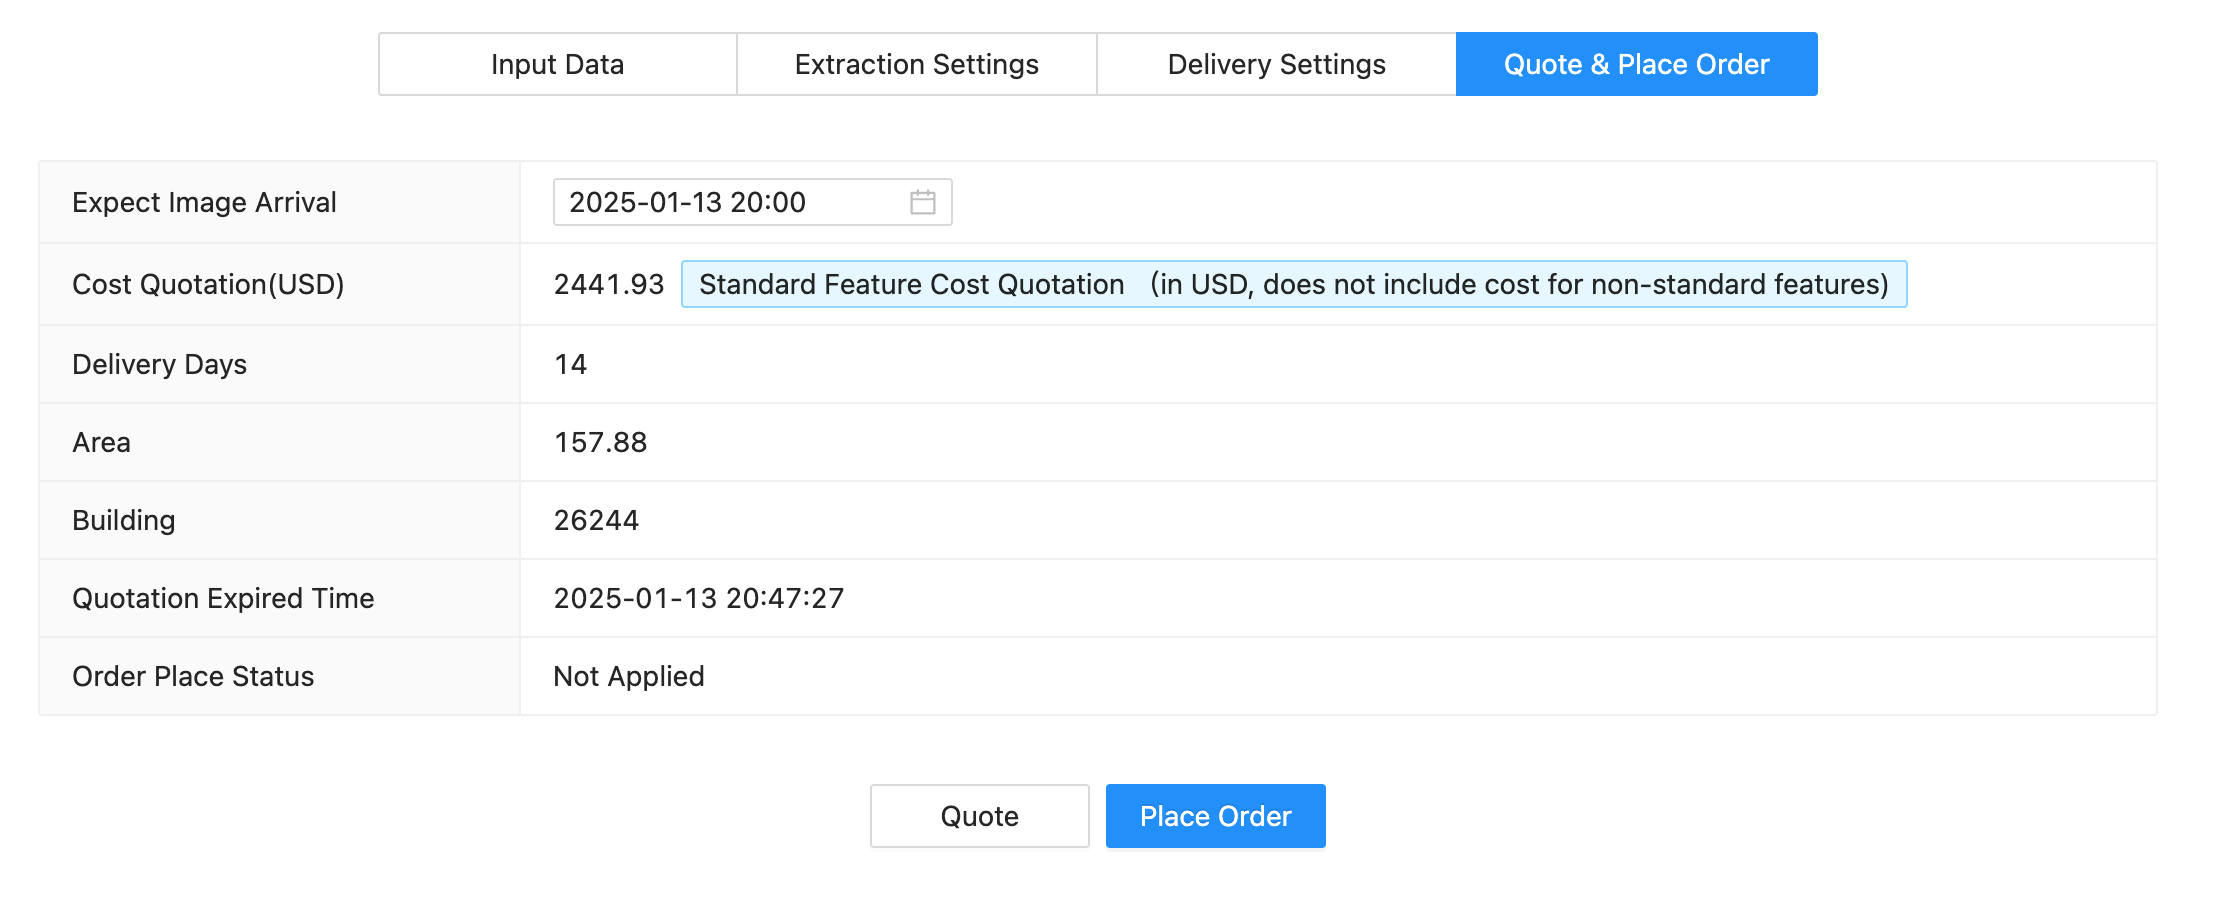 Input Data Extraction Settings Delivery Settings Quote & Place Order
Expect Image Arrival 2025-01-13 20:00
Cost Quotation(USD) 2441.93 Standard Feature Cost Quotation （in USD, does not include cost for non-standard features)
Delivery Days 14
Area 157.88
Building 26244
Quotation Expired Time 2025-01-13 20:47:27
Order Place Status Not Applied
Quote Place Order